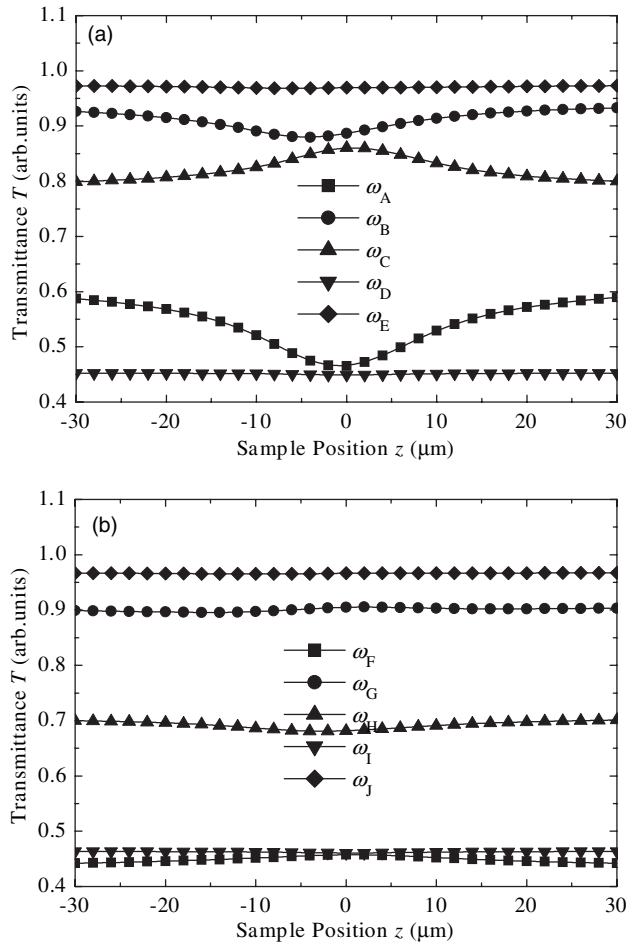 (a)
1.1
1.0
0.9
0.8
0.7
0.6
0.5
0.4
Transmittance T (arb.units)
ω_A
ω_B
ω_C
ω_D
ω_E
-30 -20 -10 0 10 20 30
Sample Position z (μm)
(b)
1.1
1.0
0.9
0.8
0.7
0.6
0.5
0.4
Transmittance T (arb.units)
ω_F
ω_G
ω_H
ω_I
ω_J
-30 -20 -10 0 10 20 30
Sample Position z (μm)